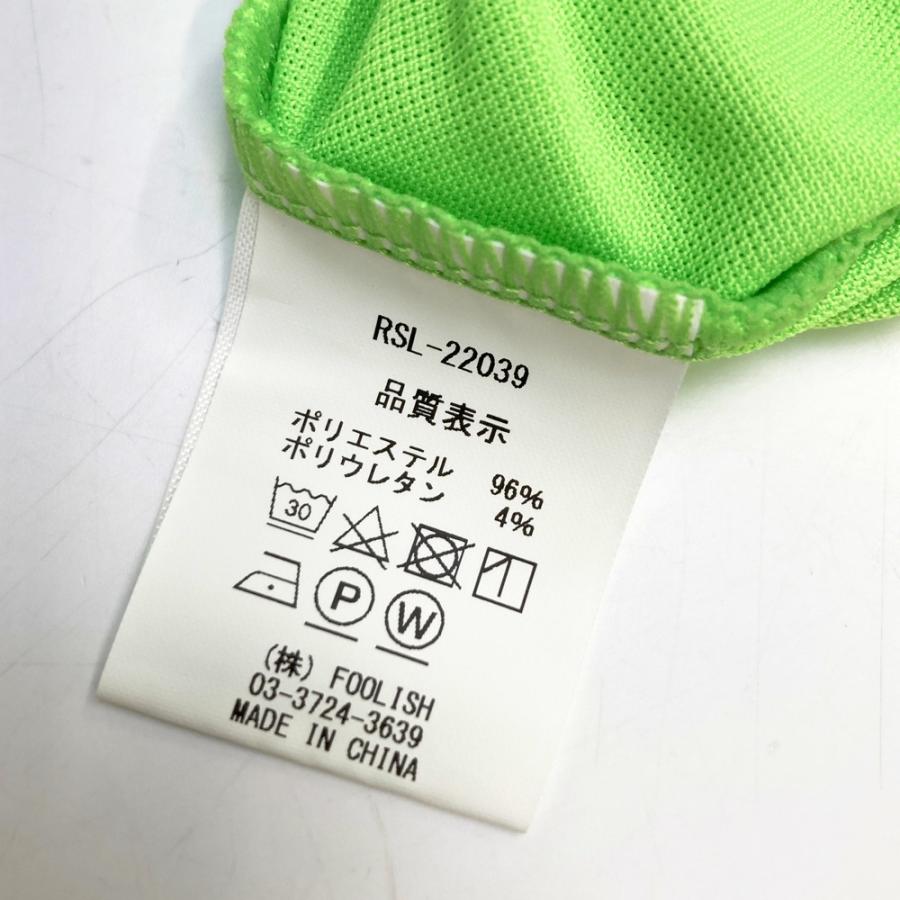 RSL-22039
品質表示
ポリエステル 96%
ポリウレタン 4%
30
P W
(株) FOOLISH
03-3724-3639
MADE IN CHINA